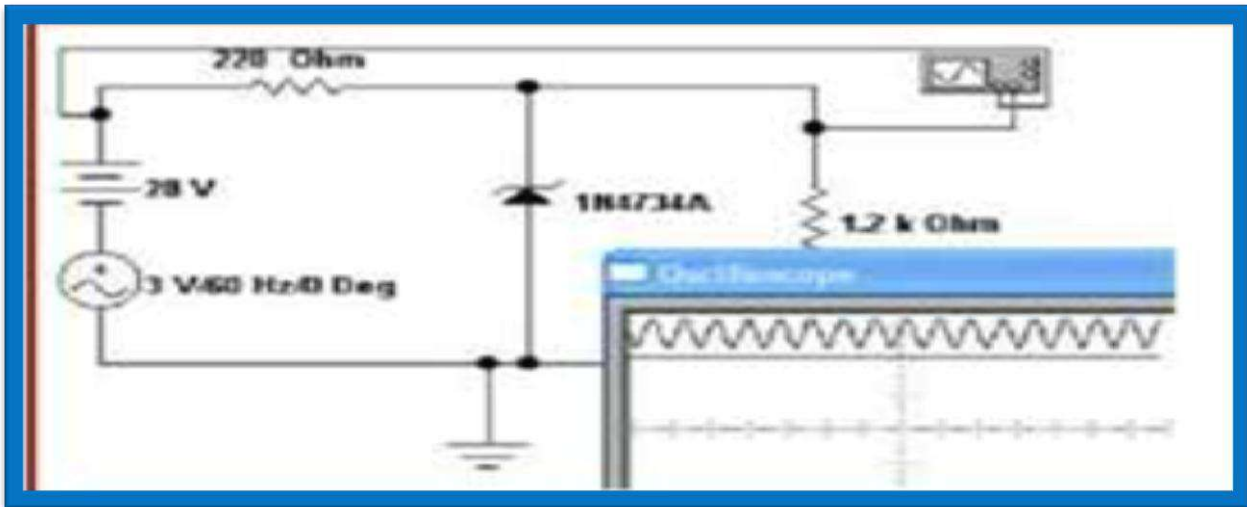 220 Ohm
28 V
1N4734A
1.2 k Ohm
3 V/60 Hz/0 Deg
Oscilloscope